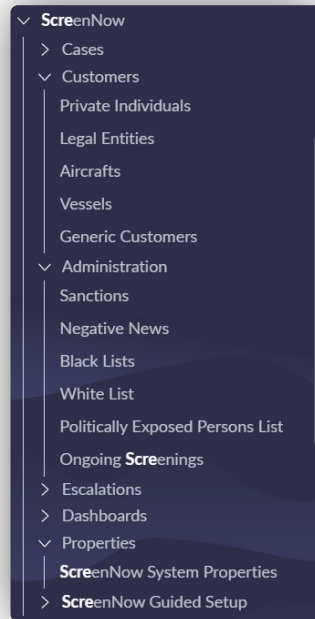 ScreenNow
Cases
Customers
Private Individuals
Legal Entities
Aircrafts
Vessels
Generic Customers
Administration
Sanctions
Negative News
Black Lists
White List
Politically Exposed Persons List
Ongoing Screenings
Escalations
Dashboards
Properties
ScreenNow System Properties
ScreenNow Guided Setup